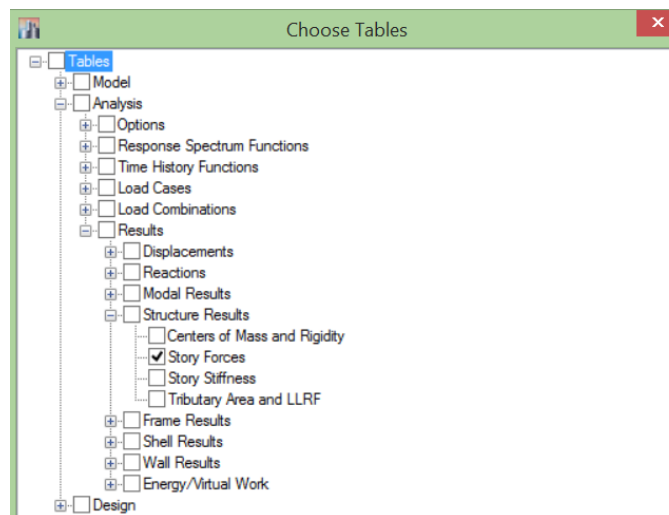 Choose Tables
Tables
Model
Analysis
Options
Response Spectrum Functions
Time History Functions
Load Cases
Load Combinations
Results
Displacements
Reactions
Modal Results
Structure Results
Centers of Mass and Rigidity
Story Forces
Story Stiffness
Tributary Area and LLRF
Frame Results
Shell Results
Wall Results
Energy/Virtual Work
Design